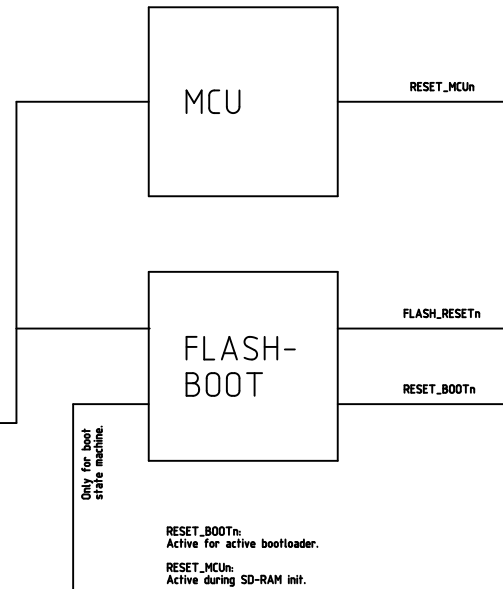 MCU
RESET_MCUn
FLASH-
BOOT
FLASH_RESETn
RESET_BOOTn
Only for boot
state machine.
RESET_BOOTn:
Active for active bootloader.
RESET_MCUn:
Active during SD-RAM init.